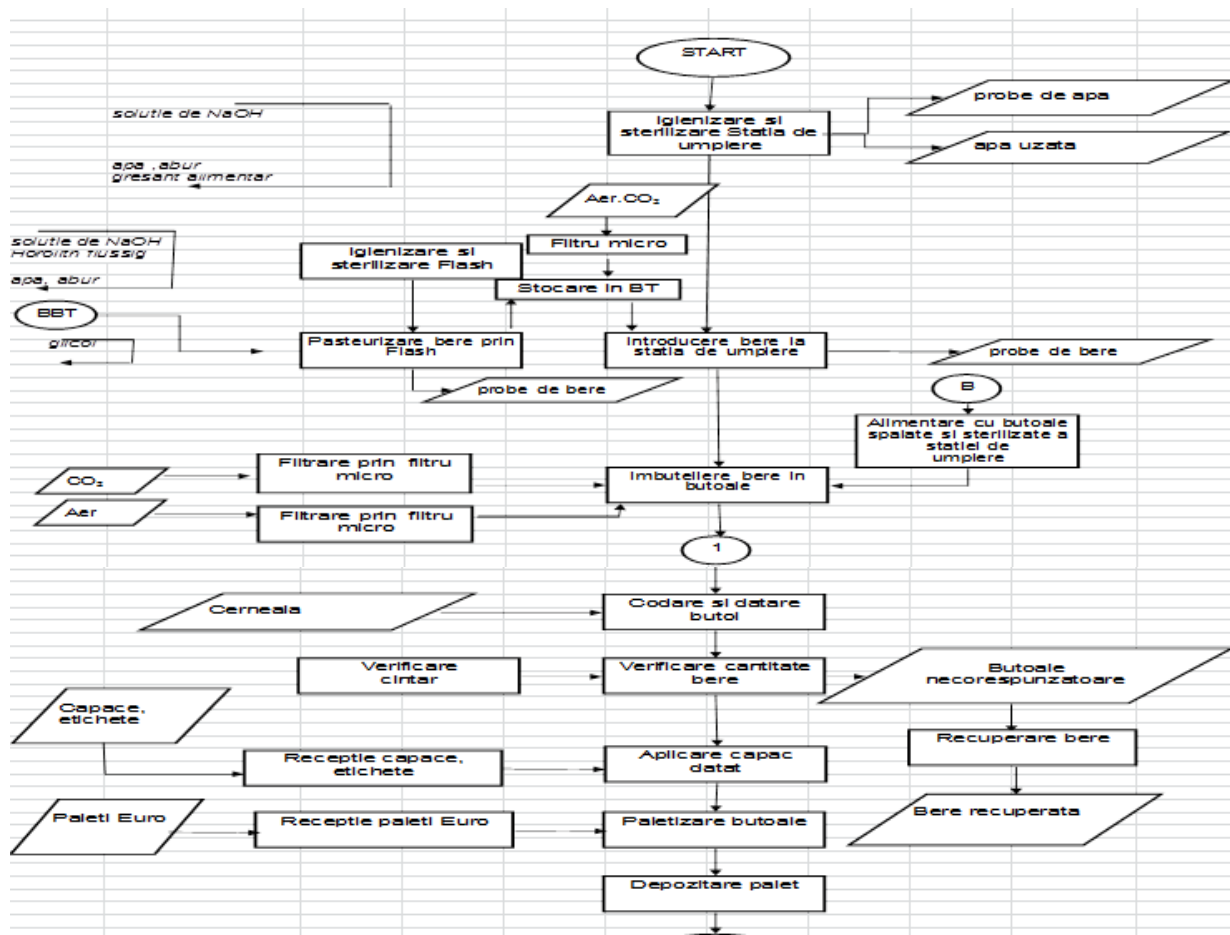 START
probe de apa
solutie de NaOH
Igienizare si
sterilizare Statia de
umplere
apa uzata
apa ,abur
gresant alimentar
Aer.CO₂
solutie de NaOH
Horolith flussig
Filtru micro
Igienizare si
sterilizare Flash
apa, abur
Stocare in BT
BBT
glicol
Pasteurizare bere prin
Flash
Introducere bere la
statia de umplere
probe de bere
probe de bere
B
Alimentare cu butoaie
spalate si sterilizate a
statiei de
umplere
CO₂
Filtrare prin filtru
micro
Imbuteliere bere in
butoaie
Aer
Filtrare prin filtru
micro
1
Cerneala
Codare si datare
butoi
Verificare
cintar
Verificare cantitate
bere
Butoaie
necorespunzatoare
Capace,
etichete
Recuperare bere
Receptie capace,
etichete
Aplicare capac
datat
Paleti Euro
Receptie paleti Euro
Paletizare butoaie
Bere recuperata
Depozitare palet